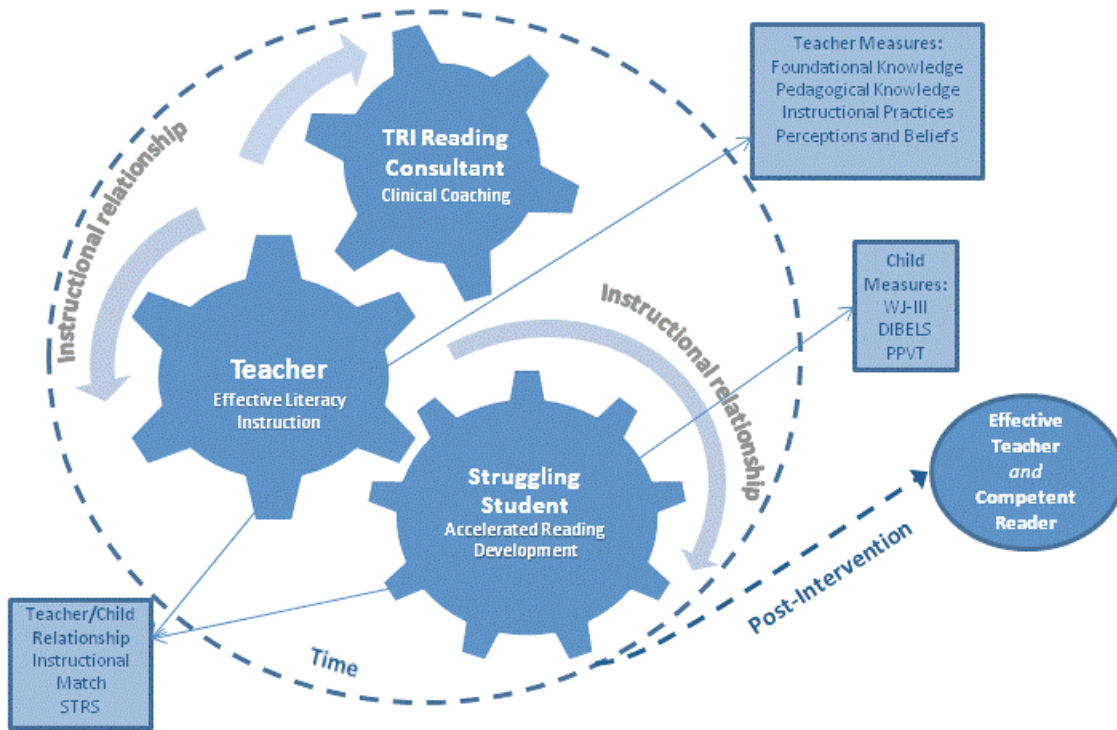 Teacher Measures:
Foundational Knowledge
Pedagogical Knowledge
Instructional Practices
Perceptions and Beliefs
TRI Reading
Consultant
Clinical Coaching
Instructional relationship
Teacher
Effective Literacy
Instruction
Instructional relationship
Child
Measures:
WJ-III
DIBELS
PPVT
Struggling
Student
Accelerated Reading
Development
Effective
Teacher
and
Competent
Reader
Post-Intervention
Teacher/Child
Relationship
Instructional
Match
STRS
Time